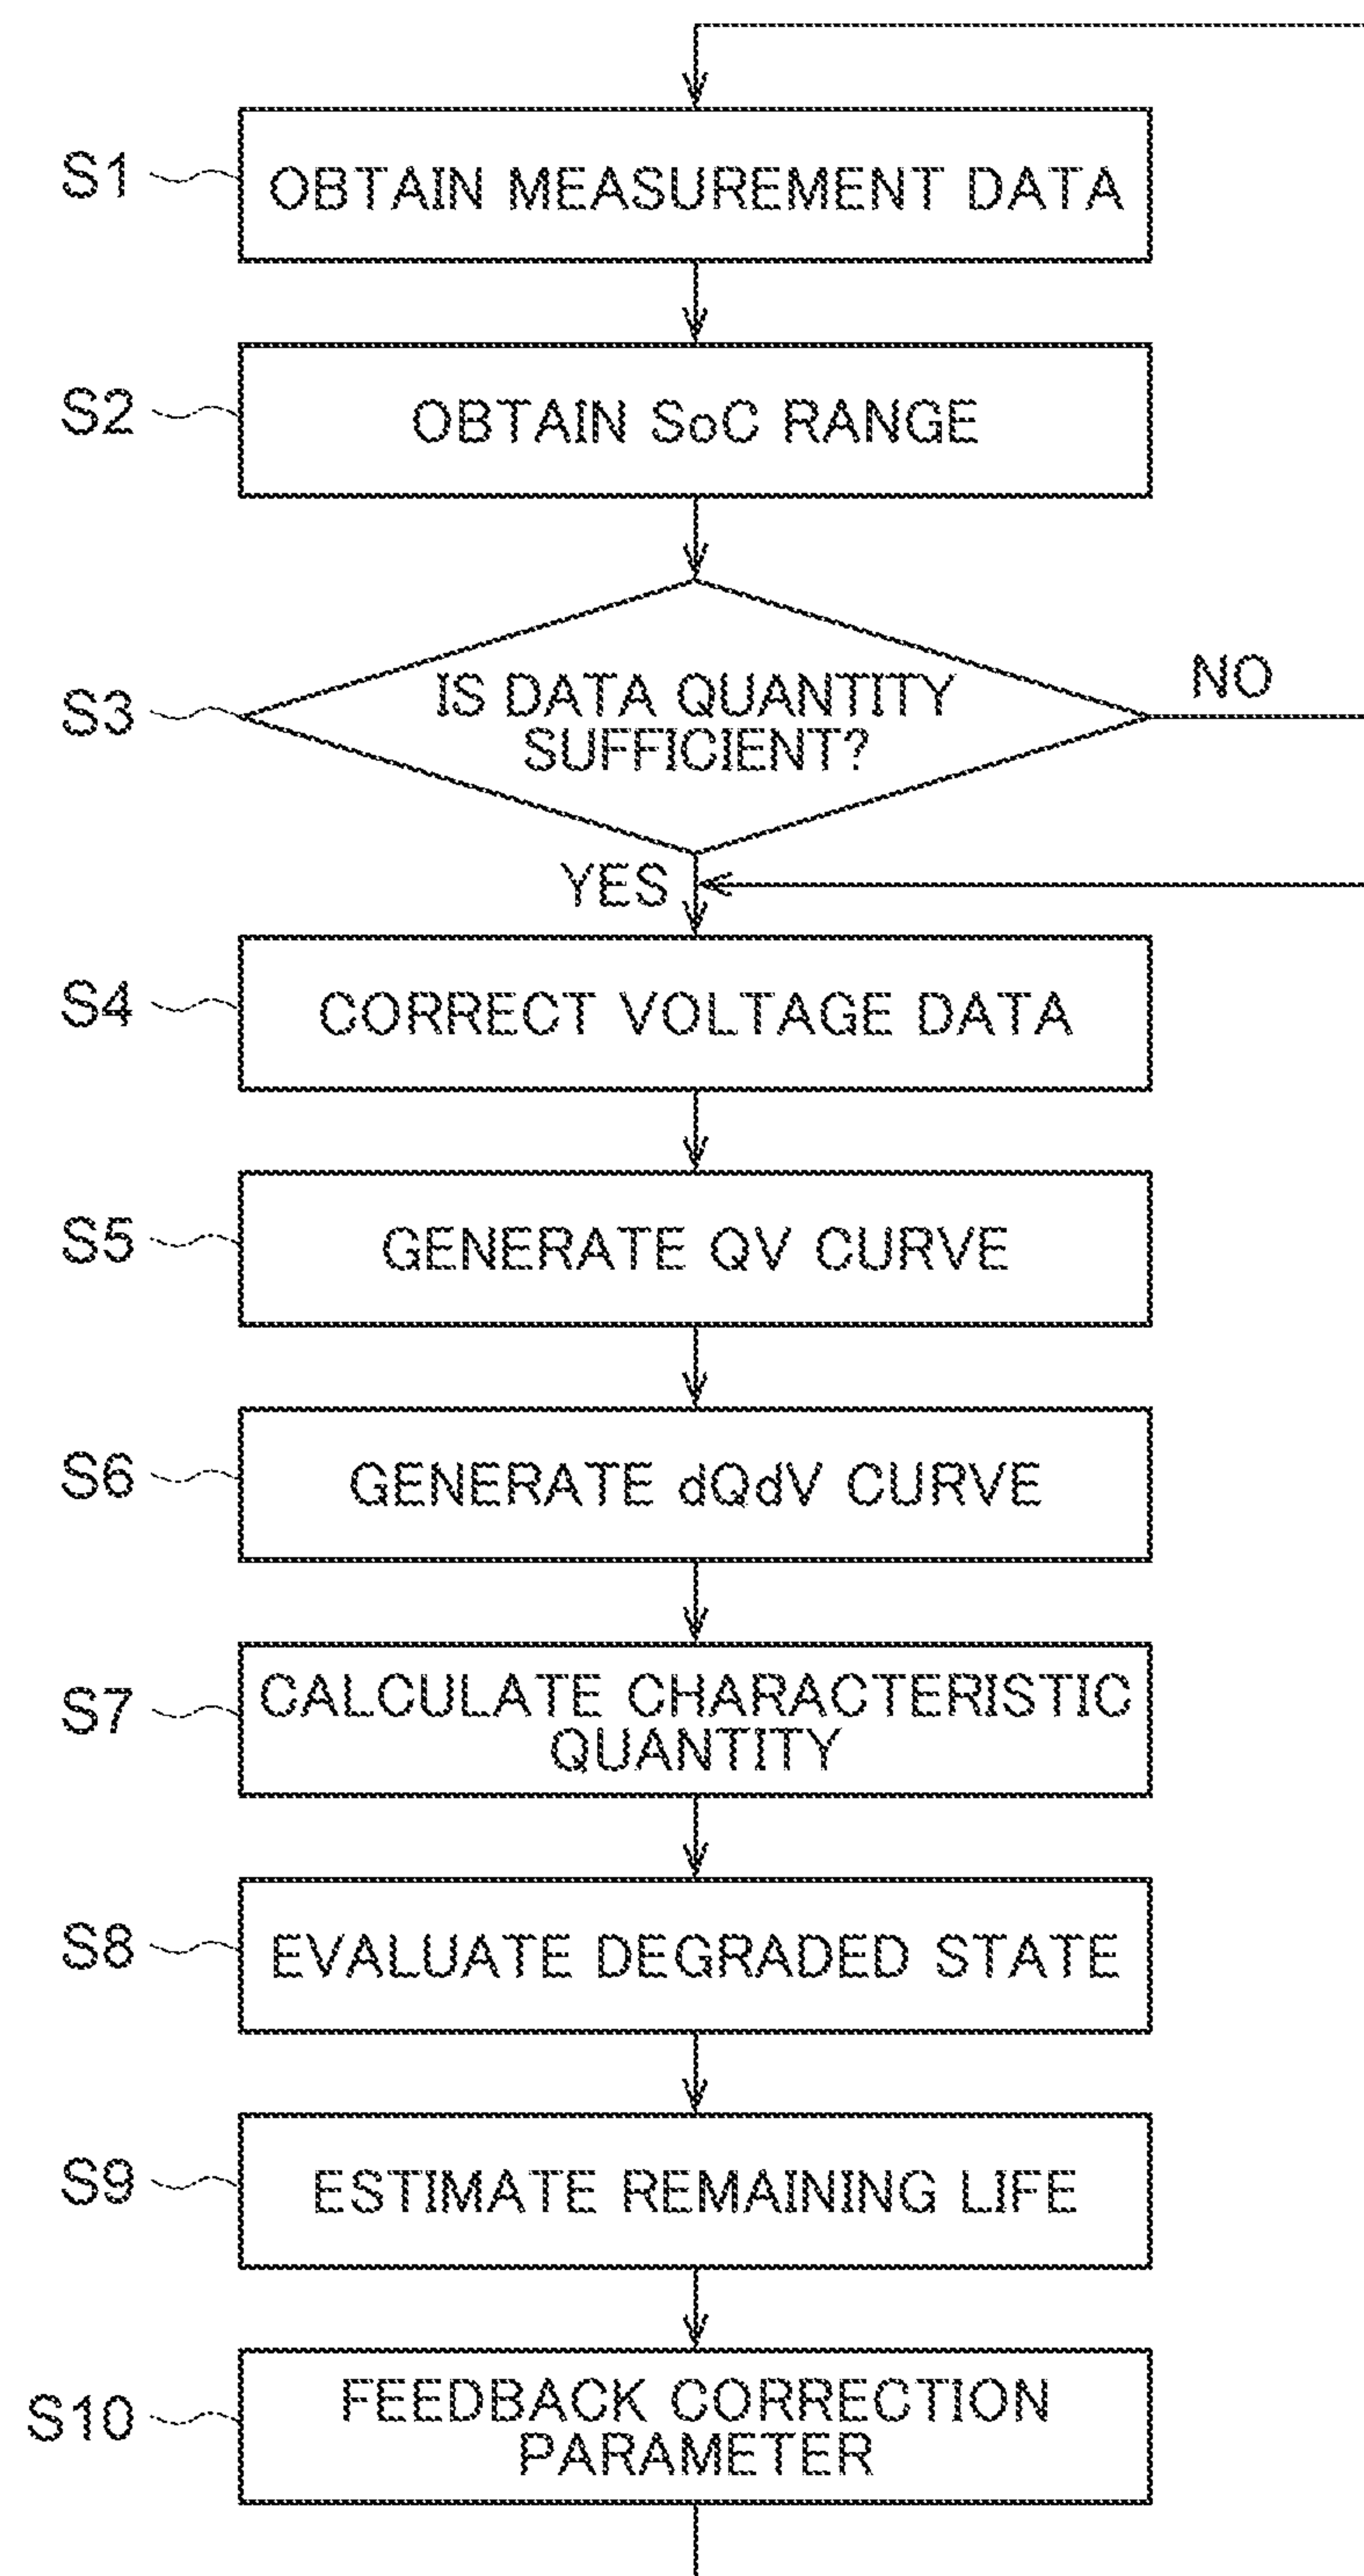 S1
OBTAIN MEASUREMENT DATA
S2
OBTAIN SoC RANGE
S3
IS DATA QUANTITY
SUFFICIENT?
NO
YES
S4
CORRECT VOLTAGE DATA
S5
GENERATE QV CURVE
S6
GENERATE dQdV CURVE
S7
CALCULATE CHARACTERISTIC
QUANTITY
S8
EVALUATE DEGRADED STATE
S9
ESTIMATE REMAINING LIFE
S10
FEEDBACK CORRECTION
PARAMETER